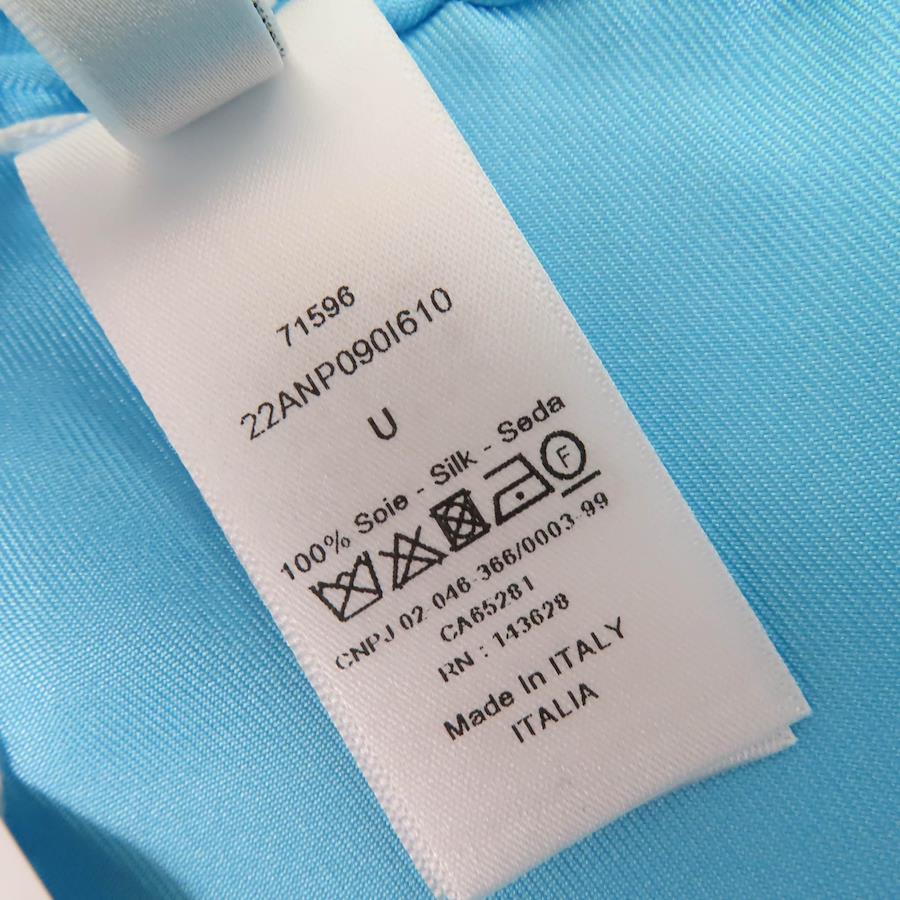 71596
22ANP090I610
U
100% Soie - Silk - Seda
F
CNPJ 02-046-366/0003-99
CA65281
RN : 143628
Made In ITALY
ITALIA